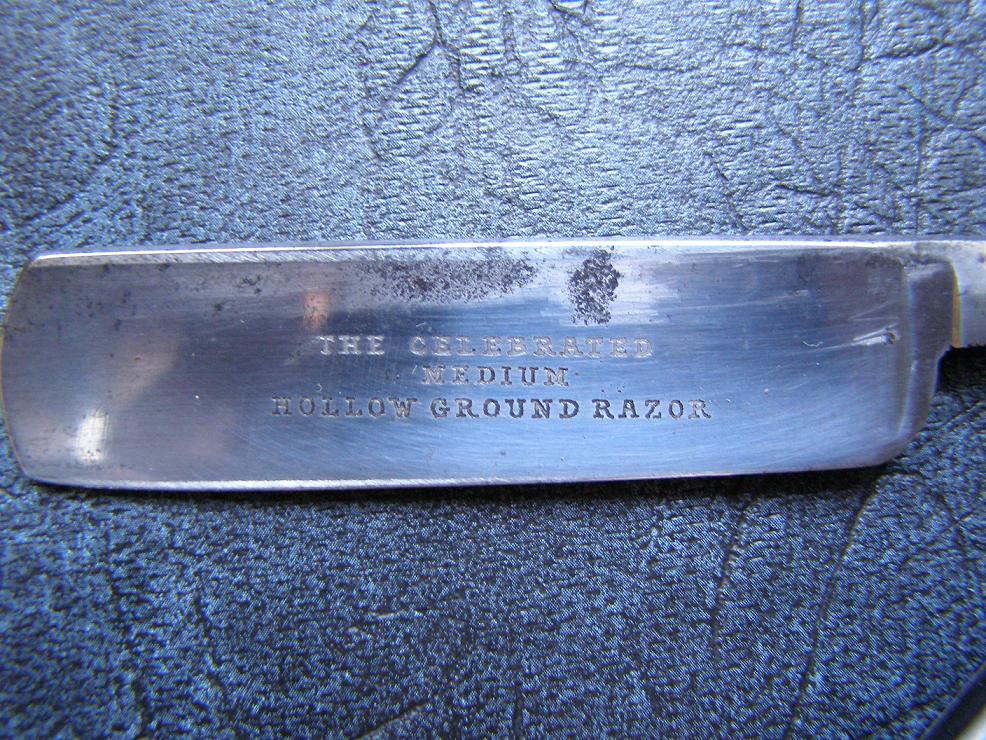 THE CELEBRATED
MEDIUM
HOLLOW GROUND RAZOR